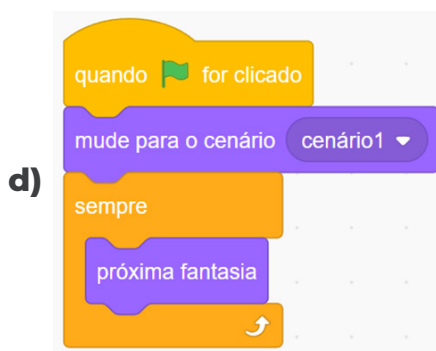 quando for clicado
mude para o cenário cenário1
d)
sempre
próxima fantasia